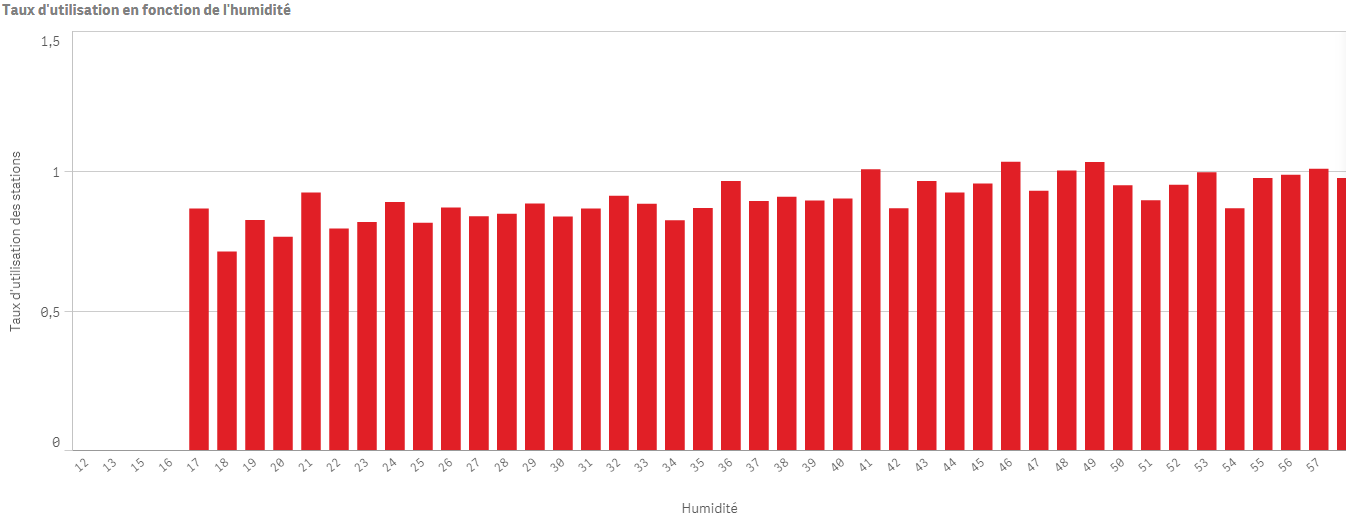 Taux d'utilisation en fonction de l'humidité
1,5
1
0,5
0
Taux d'utilisation des stations
12 13 15 16 17 18 19 20 21 22 23 24 25 26 27 28 29 30 31 32 33 34 35 36 37 38 39 40 41 42 43 44 45 46 47 48 49 50 51 52 53 54 55 56 57
Humidité